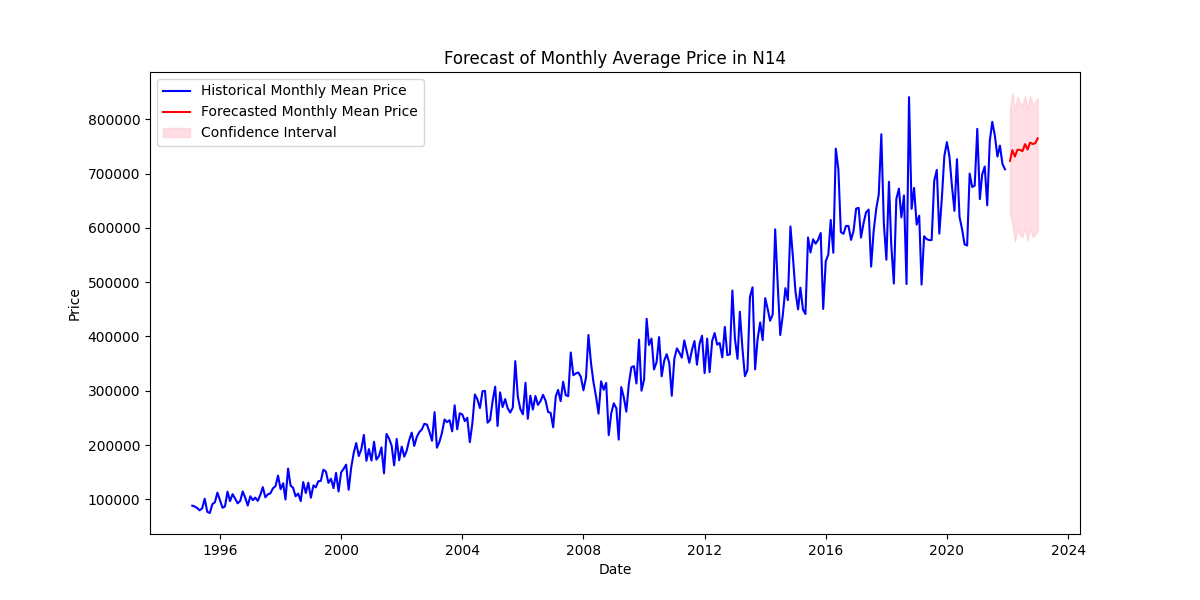 Forecast of Monthly Average Price in N14
Historical Monthly Mean Price
Forecasted Monthly Mean Price
Confidence Interval
800000
700000
600000
500000
400000
300000
200000
100000
Price
1996 2000 2004 2008 2012 2016 2020 2024
Date